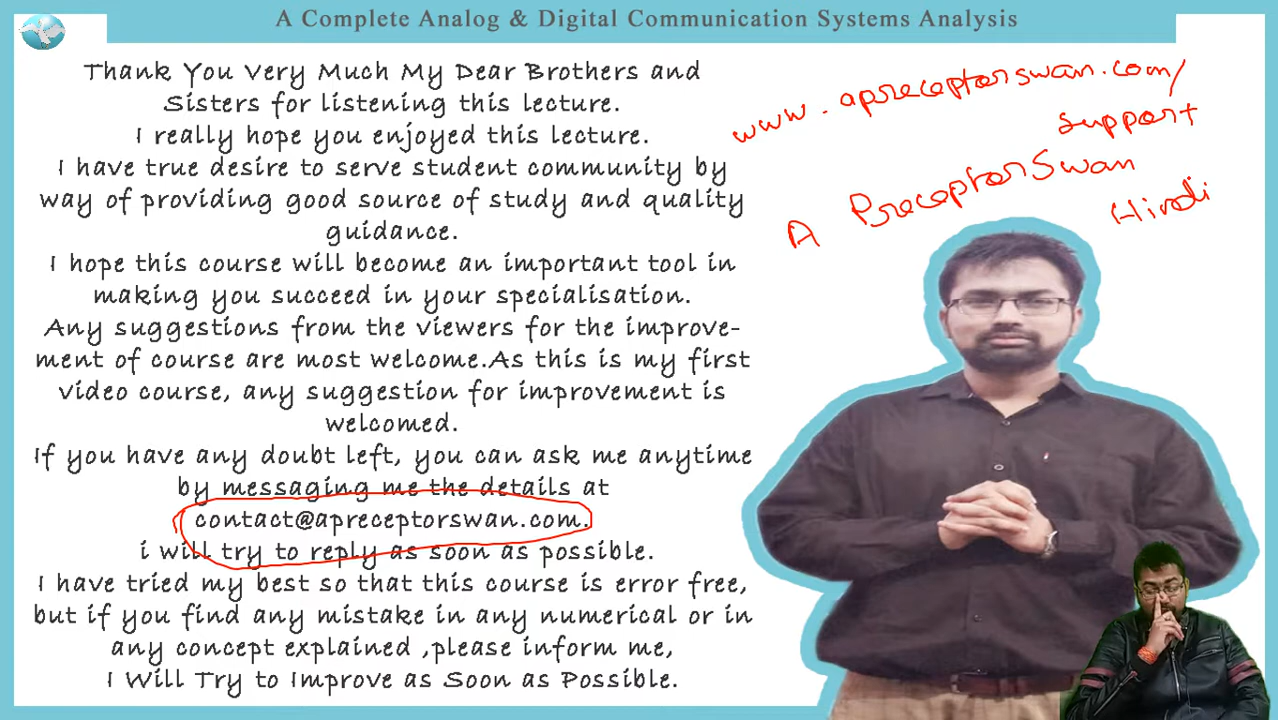 A Complete Analog & Digital Communication Systems Analysis
Thank You Very Much My Dear Brothers and
Sisters for listening this lecture.
I really hope you enjoyed this lecture.
I have true desire to serve student community by
way of providing good source of study and quality
guidance.
I hope this course will become an important tool in
making you succeed in your specialisation.
Any suggestions from the viewers for the improve-
ment of course are most welcome.As this is my first
video course, any suggestion for improvement is
welcomed.
If you have any doubt left, you can ask me anytime
by messaging me the details at
contact@apreceptorswan.com.
i will try to reply as soon as possible.
I have tried my best so that this course is error free,
but if you find any mistake in any numerical or in
any concept explained ,please inform me,
I Will Try to Improve as Soon as Possible.
www.apreceptorswan.com/
support
A PreceptorSwan
Hindi